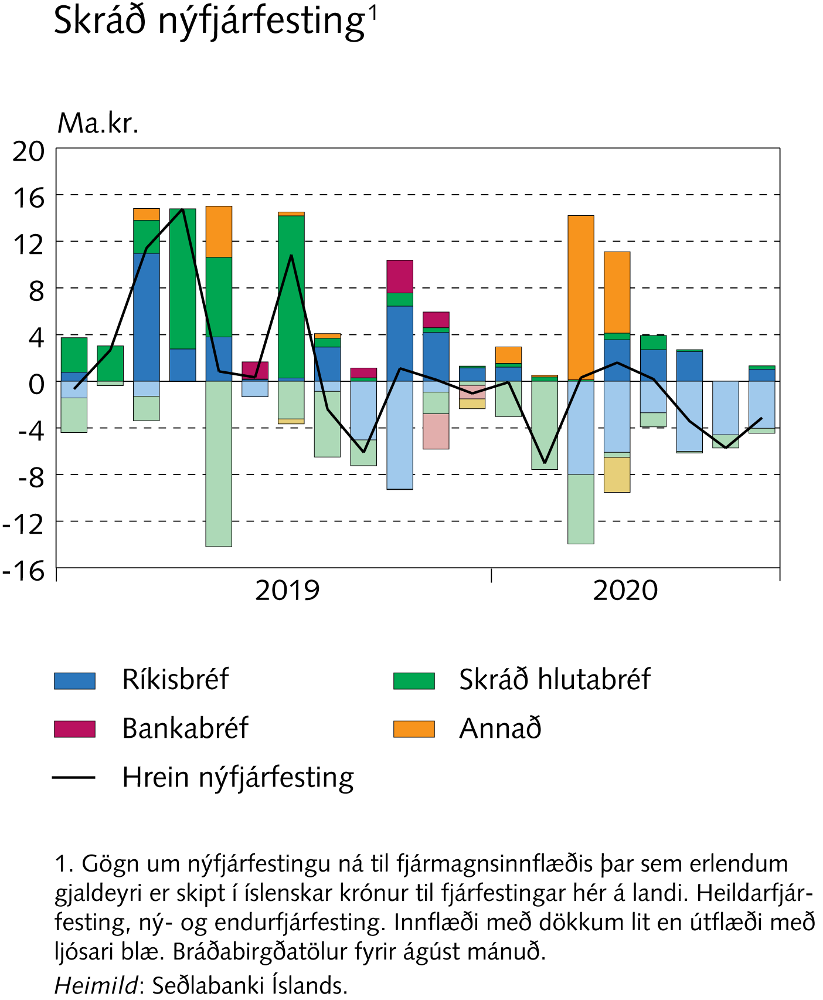 Skráð nýfjárfesting¹
Ma.kr.
20
16
12
8
4
0
-4
-8
-12
-16
2019
2020
Ríkisbréf
Skráð hlutabréf
Bankabréf
Annað
Hrein nýfjárfesting
1. Gögn um nýfjárfestingu ná til fjármagnsinnflæðis þar sem erlendum
gjaldeyri er skipt í íslenskar krónur til fjárfestingar hér á landi. Heildarfjár-
festing, ný- og endurfjárfesting. Innflæði með dökkum lit en útflæði með
ljósari blæ. Bráðabirgðatölur fyrir ágúst mánuð.
Heimild: Seðlabanki Íslands.